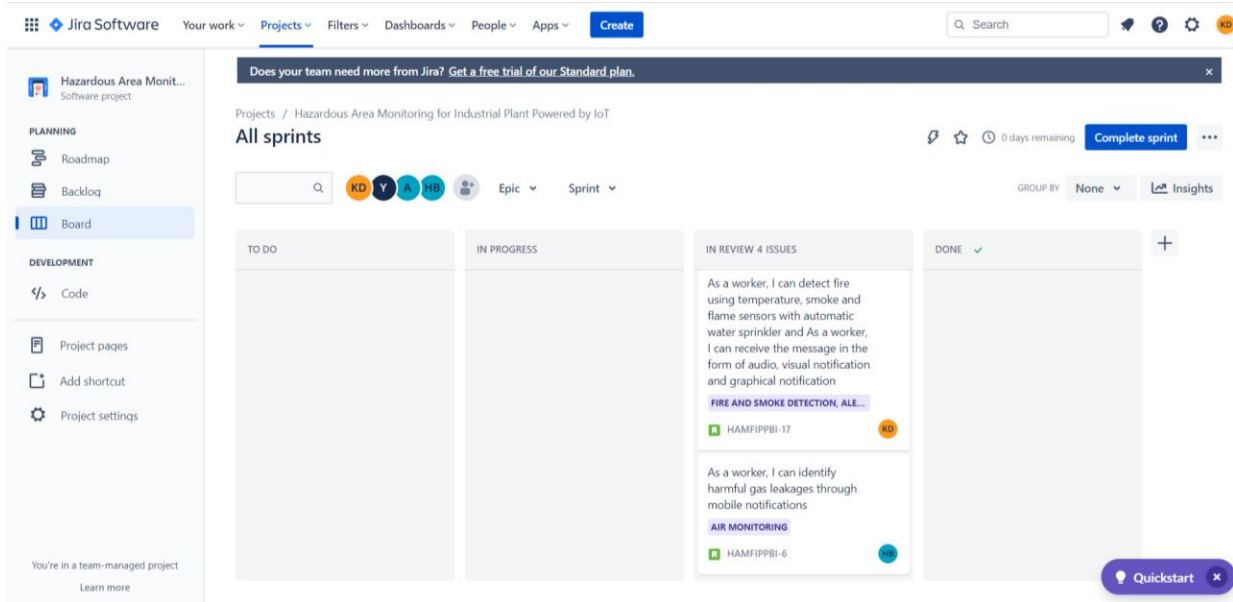 Jira Software
Your work
Projects
Filters
Dashboards
People
Apps
Create
Search
KD
Hazardous Area Monit...
Software project
Does your team need more from Jira? Get a free trial of our Standard plan.
PLANNING
Roadmap
Backlog
Board
DEVELOPMENT
Code
Project pages
Add shortcut
Project settings
You're in a team-managed project
Learn more
Projects / Hazardous Area Monitoring for Industrial Plant Powered by IoT
All sprints
0 days remaining
Complete sprint
KD Y A HB
Epic
Sprint
GROUP BY
None
Insights
TO DO
IN PROGRESS
IN REVIEW 4 ISSUES
As a worker, I can detect fire
using temperature, smoke and
flame sensors with automatic
water sprinkler and As a worker,
I can receive the message in the
form of audio, visual notification
and graphical notification
FIRE AND SMOKE DETECTION, ALE...
HAMFIPPBI-17
KD
As a worker, I can identify
harmful gas leakages through
mobile notifications
AIR MONITORING
HAMFIPPBI-6
HB
DONE
Quickstart